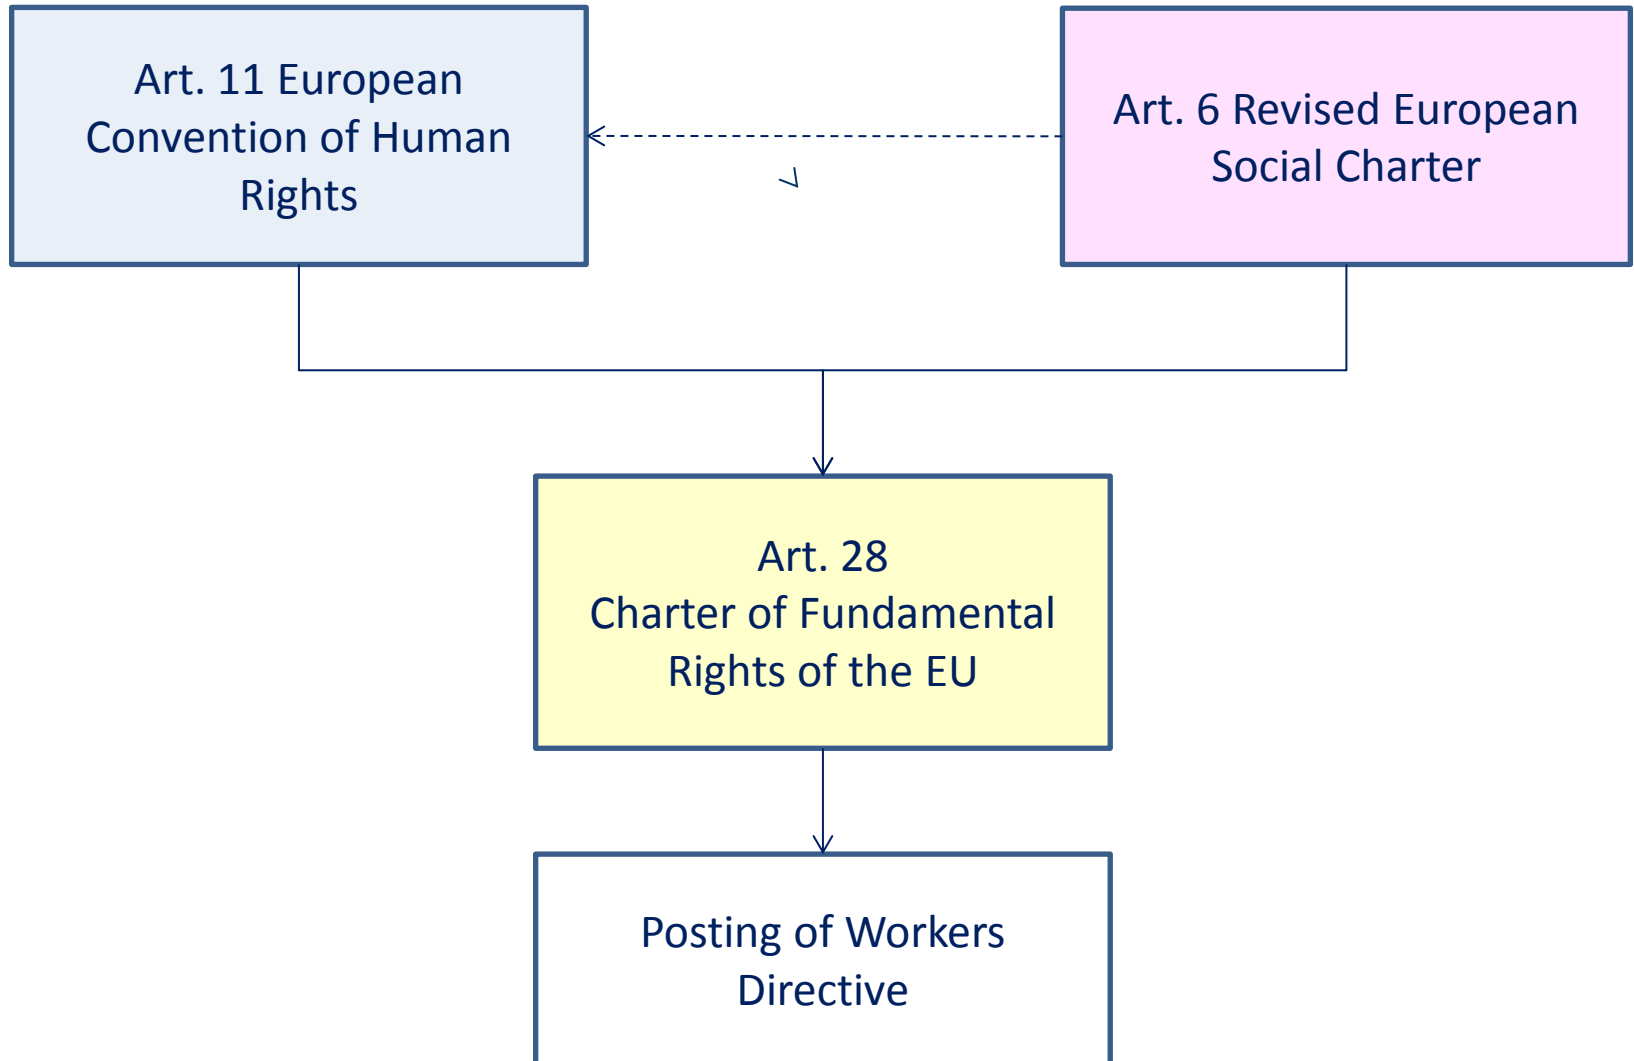 Art. 11 European
Convention of Human
Rights
Art. 6 Revised European
Social Charter
Art. 28
Charter of Fundamental
Rights of the EU
Posting of Workers
Directive